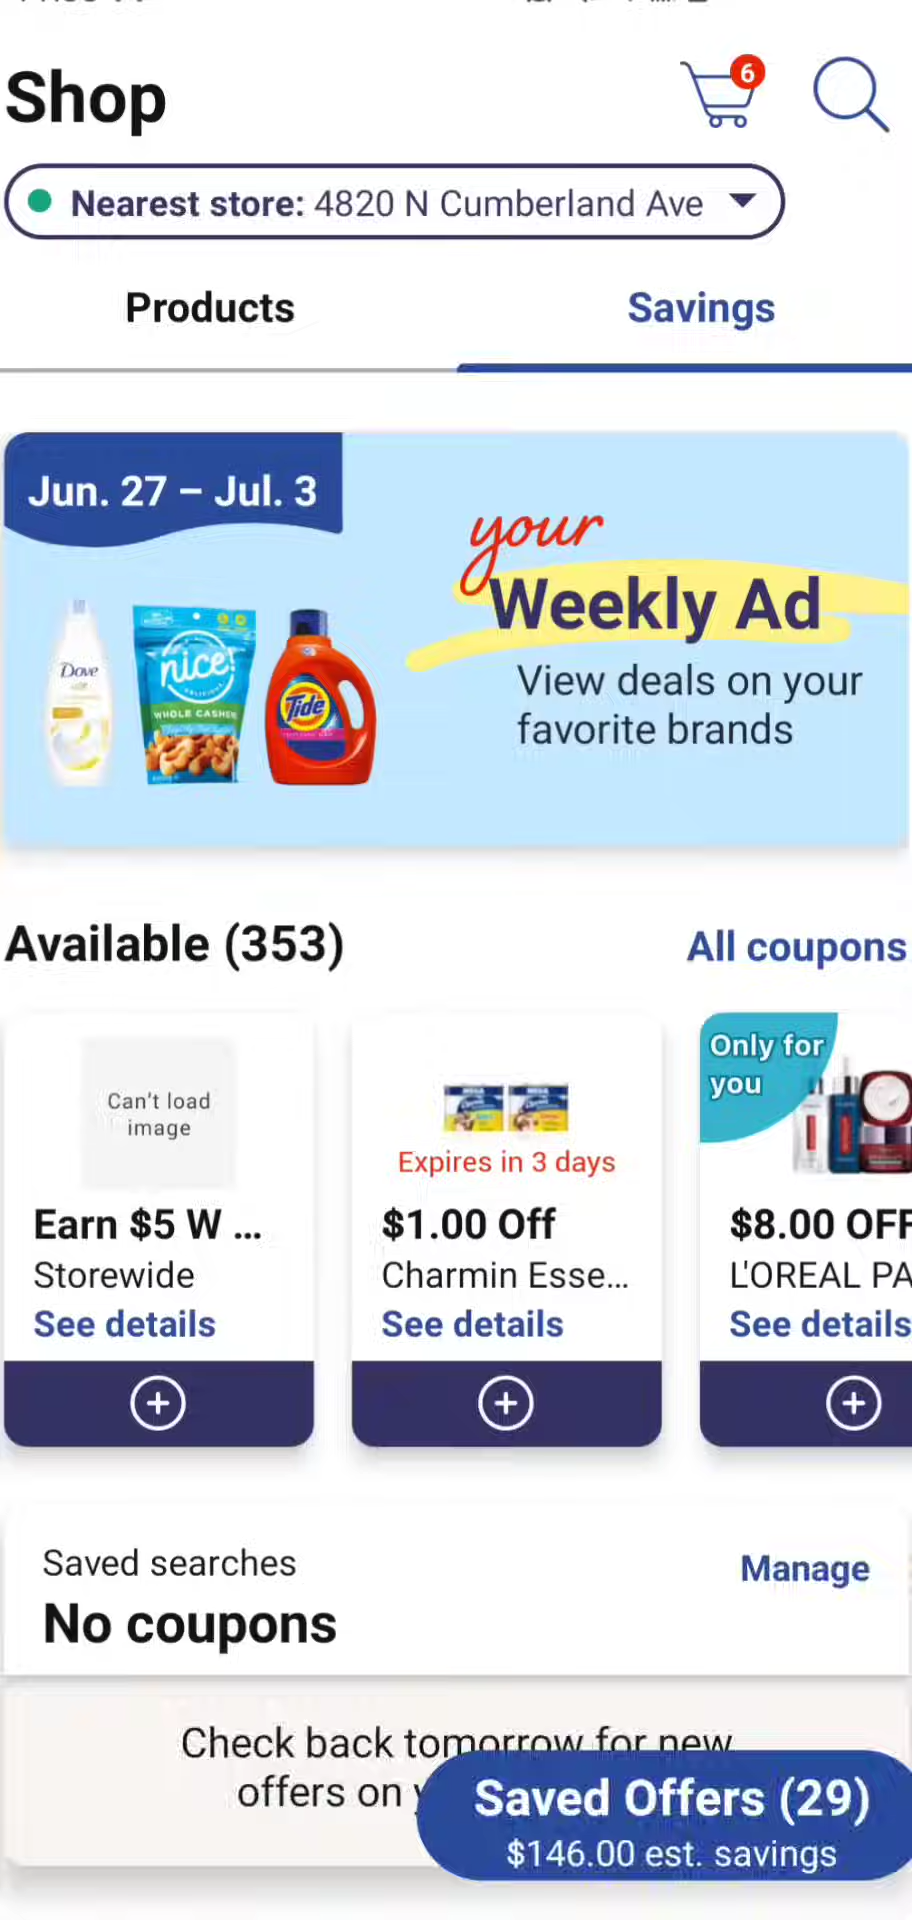 Shop
6
Nearest store: 4820 N Cumberland Ave
Products
Savings
Jun. 27 – Jul. 3
your
Weekly Ad
View deals on your
favorite brands
Dove
nice!
WHOLE CASHEW
Tide
Available (353)
All coupons
Can't load
image
Earn $5 W ...
Storewide
See details
Expires in 3 days
$1.00 Off
Charmin Esse...
See details
Only for
you
$8.00 OFF
L'OREAL PA
See details
Saved searches
Manage
No coupons
Check back tomorrow for new
offers on
Saved Offers (29)
$146.00 est. savings